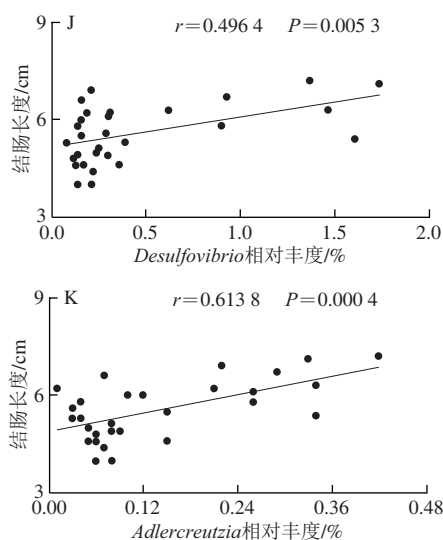 J
r=0.496 4 P=0.005 3
9
6
3
结肠长度/cm
0.0 0.5 1.0 1.5 2.0
Desulfovibrio相对丰度/%
K
r=0.613 8 P=0.000 4
9
6
3
结肠长度/cm
0.00 0.12 0.24 0.36 0.48
Adlercreutzia相对丰度/%